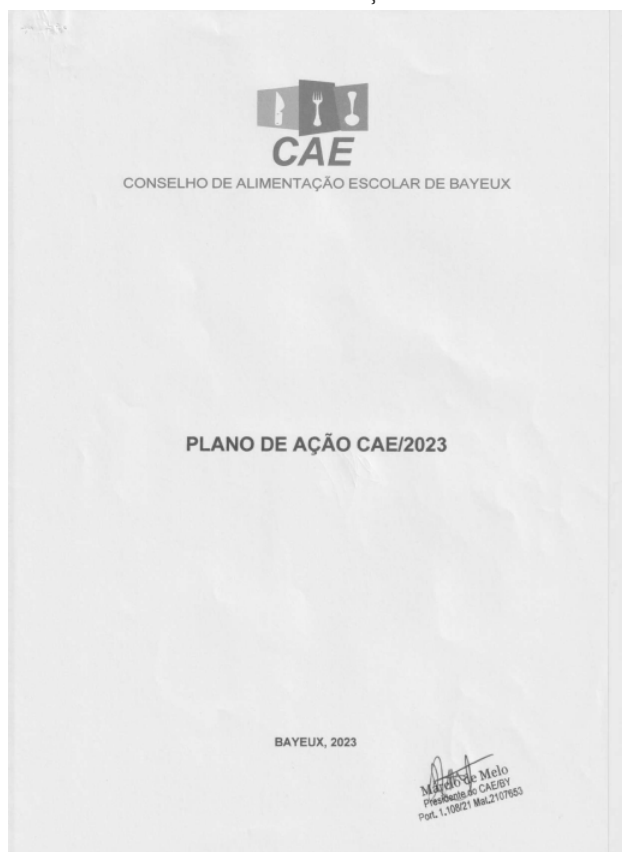 CAE
CONSELHO DE ALIMENTAÇÃO ESCOLAR DE BAYEUX
PLANO DE AÇÃO CAE/2023
BAYEUX, 2023
Márcio de Melo
Presidente do CAE/BY
Port. 1.108/21 Mat.2107653